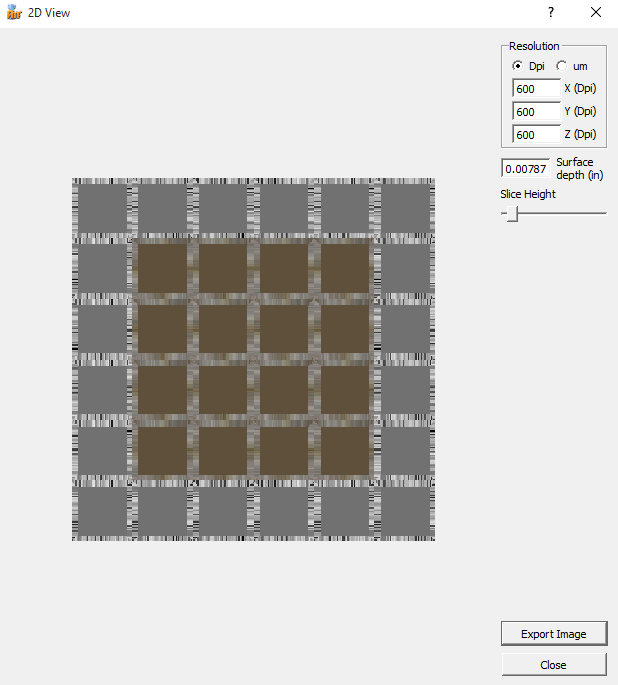 2D View
?
Resolution
Dpi
um
600 X (Dpi)
600 Y (Dpi)
600 Z (Dpi)
0.00787 Surface
depth (in)
Slice Height
Export Image
Close